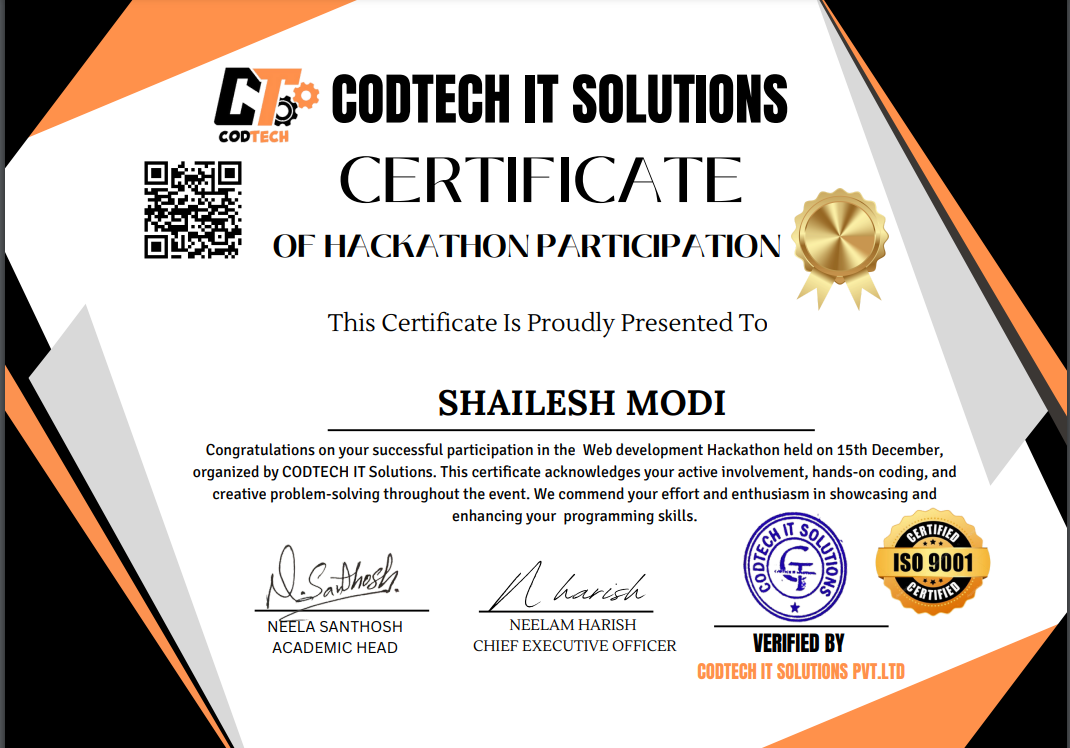 CT
CODTECH
CODTECH IT SOLUTIONS
CERTIFICATE
OF HACKATHON PARTICIPATION
This Certificate Is Proudly Presented To
SHAILESH MODI
Congratulations on your successful participation in the Web development Hackathon held on 15th December,
organized by CODTECH IT Solutions. This certificate acknowledges your active involvement, hands-on coding, and
creative problem-solving throughout the event. We commend your effort and enthusiasm in showcasing and
enhancing your programming skills.
N. Santhosh.
NEELA SANTHOSH
ACADEMIC HEAD
N harish
NEELAM HARISH
CHIEF EXECUTIVE OFFICER
CODTECH IT SOLUTIONS
CT
VERIFIED BY
CODTECH IT SOLUTIONS PVT.LTD
CERTIFIED
ISO 9001
CERTIFIED